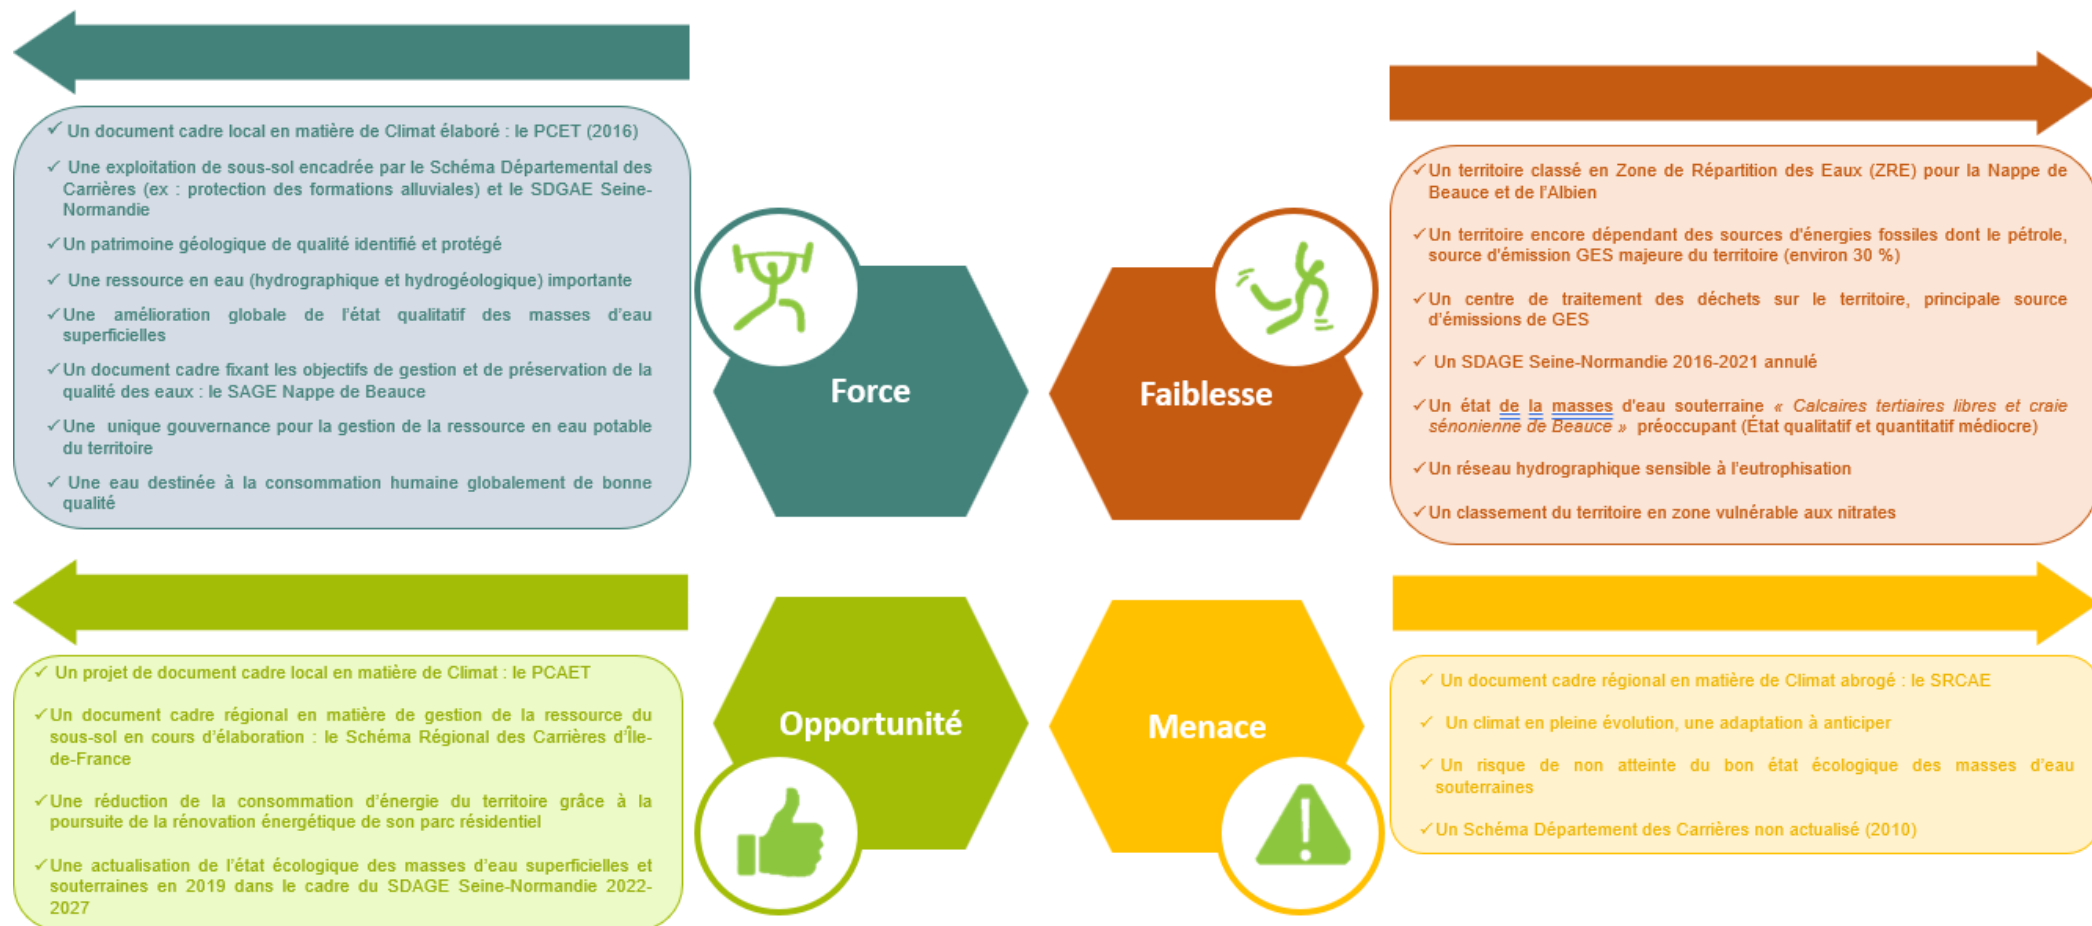 ✓ Un document cadre local en matière de Climat élaboré : le PCET (2016)
✓ Une exploitation de sous-sol encadrée par le Schéma Départemental des
Carrières (ex : protection des formations alluviales) et le SDGAE Seine-
Normandie
✓ Un patrimoine géologique de qualité identifié et protégé
✓ Une ressource en eau (hydrographique et hydrogéologique) importante
✓ Une amélioration globale de l'état qualitatif des masses d'eau
superficielles
✓ Un document cadre fixant les objectifs de gestion et de préservation de la
qualité des eaux : le SAGE Nappe de Beauce
✓ Une unique gouvernance pour la gestion de la ressource en eau potable
du territoire
✓ Une eau destinée à la consommation humaine globalement de bonne
qualité
Force
Faiblesse
✓ Un territoire classé en Zone de Répartition des Eaux (ZRE) pour la Nappe de
Beauce et de l'Albien
✓ Un territoire encore dépendant des sources d'énergies fossiles dont le pétrole,
source d'émission GES majeure du territoire (environ 30 %)
✓ Un centre de traitement des déchets sur le territoire, principale source
d'émissions de GES
✓ Un SDAGE Seine-Normandie 2016-2021 annulé
✓ Un état de la masses d'eau souterraine « Calcaires tertiaires libres et craie
sénonienne de Beauce » préoccupant (État qualitatif et quantitatif médiocre)
✓ Un réseau hydrographique sensible à l'eutrophisation
✓ Un classement du territoire en zone vulnérable aux nitrates
✓ Un projet de document cadre local en matière de Climat : le PCAET
✓ Un document cadre régional en matière de gestion de la ressource du
sous-sol en cours d'élaboration : le Schéma Régional des Carrières d'Île-
de-France
✓ Une réduction de la consommation d'énergie du territoire grâce à la
poursuite de la rénovation énergétique de son parc résidentiel
✓ Une actualisation de l'état écologique des masses d'eau superficielles et
souterraines en 2019 dans le cadre du SDAGE Seine-Normandie 2022-
2027
Opportunité
Menace
✓ Un document cadre régional en matière de Climat abrogé : le SRCAE
✓ Un climat en pleine évolution, une adaptation à anticiper
✓ Un risque de non atteinte du bon état écologique des masses d'eau
souterraines
✓ Un Schéma Département des Carrières non actualisé (2010)